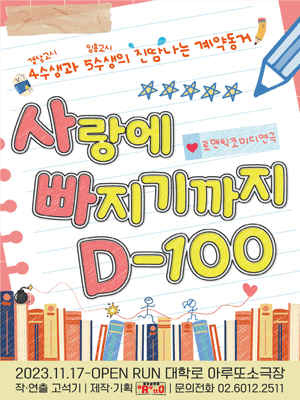 경찰고시 임용고시
4수생과 5수생의 진땀나는 계약동거
로맨틱코미디연극
사랑에
빠지기까지
D-100
2023.11.17-OPEN RUN 대학로 아루또소극장
작·연출 고석기 | 제작·기획 aRuttO | 문의전화 02.6012.2511